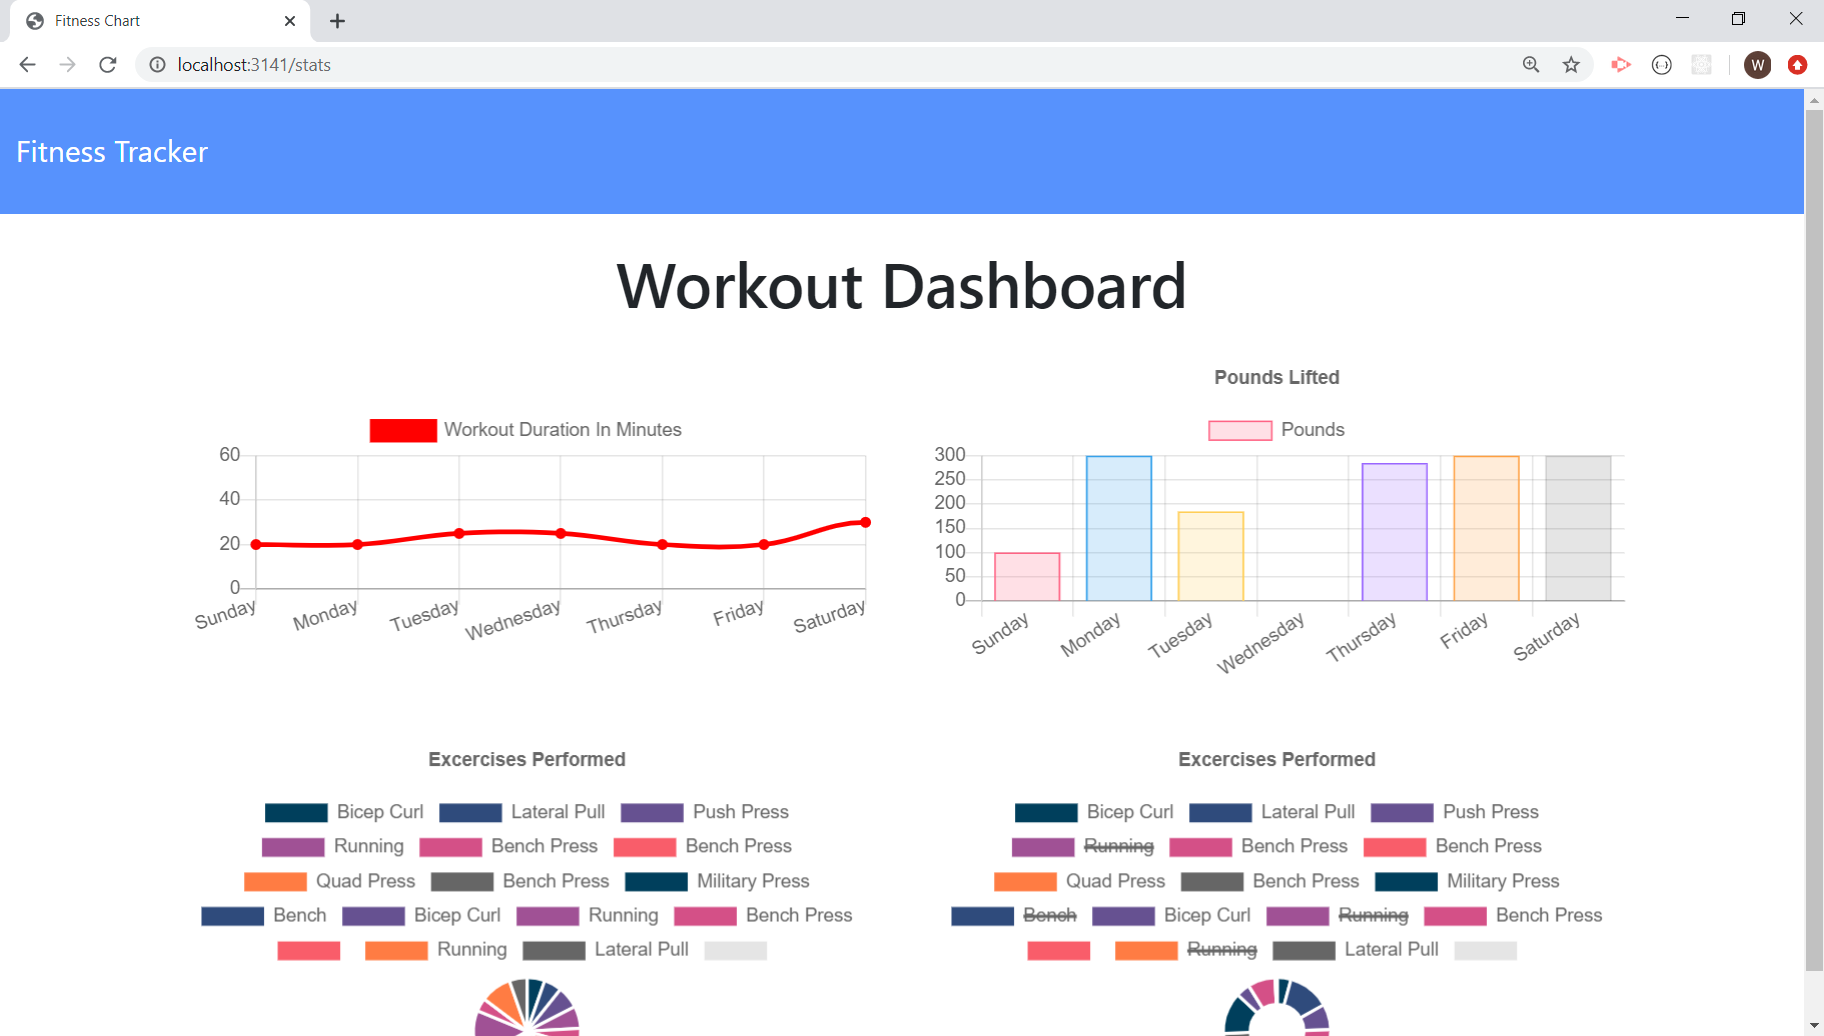 Fitness Chart
localhost:3141/stats
W
Fitness Tracker
Workout Dashboard
Workout Duration In Minutes
60
40
20
0
Sunday Monday Tuesday Wednesday Thursday Friday Saturday
Pounds Lifted
Pounds
300
250
200
150
100
50
0
Sunday Monday Tuesday Wednesday Thursday Friday Saturday
Excercises Performed
Bicep Curl Lateral Pull Push Press
Running Bench Press Bench Press
Quad Press Bench Press Military Press
Bench Bicep Curl Running Bench Press
Running Lateral Pull
Excercises Performed
Bicep Curl Lateral Pull Push Press
Running Bench Press Bench Press
Quad Press Bench Press Military Press
Bench Bicep Curl Running Bench Press
Running Lateral Pull